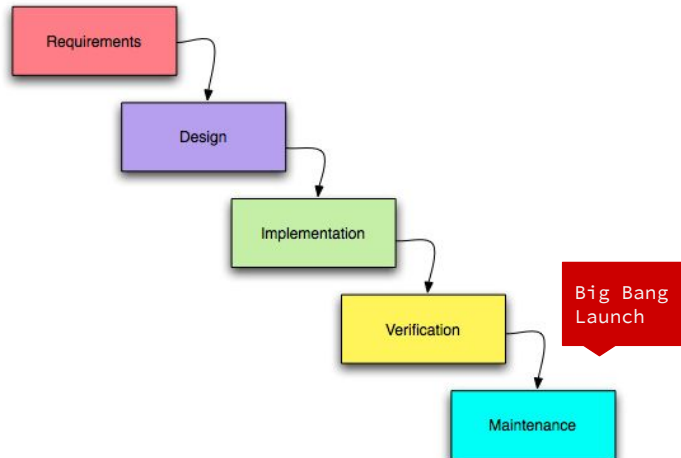 Requirements
Design
Implementation
Big Bang
Launch
Verification
Maintenance